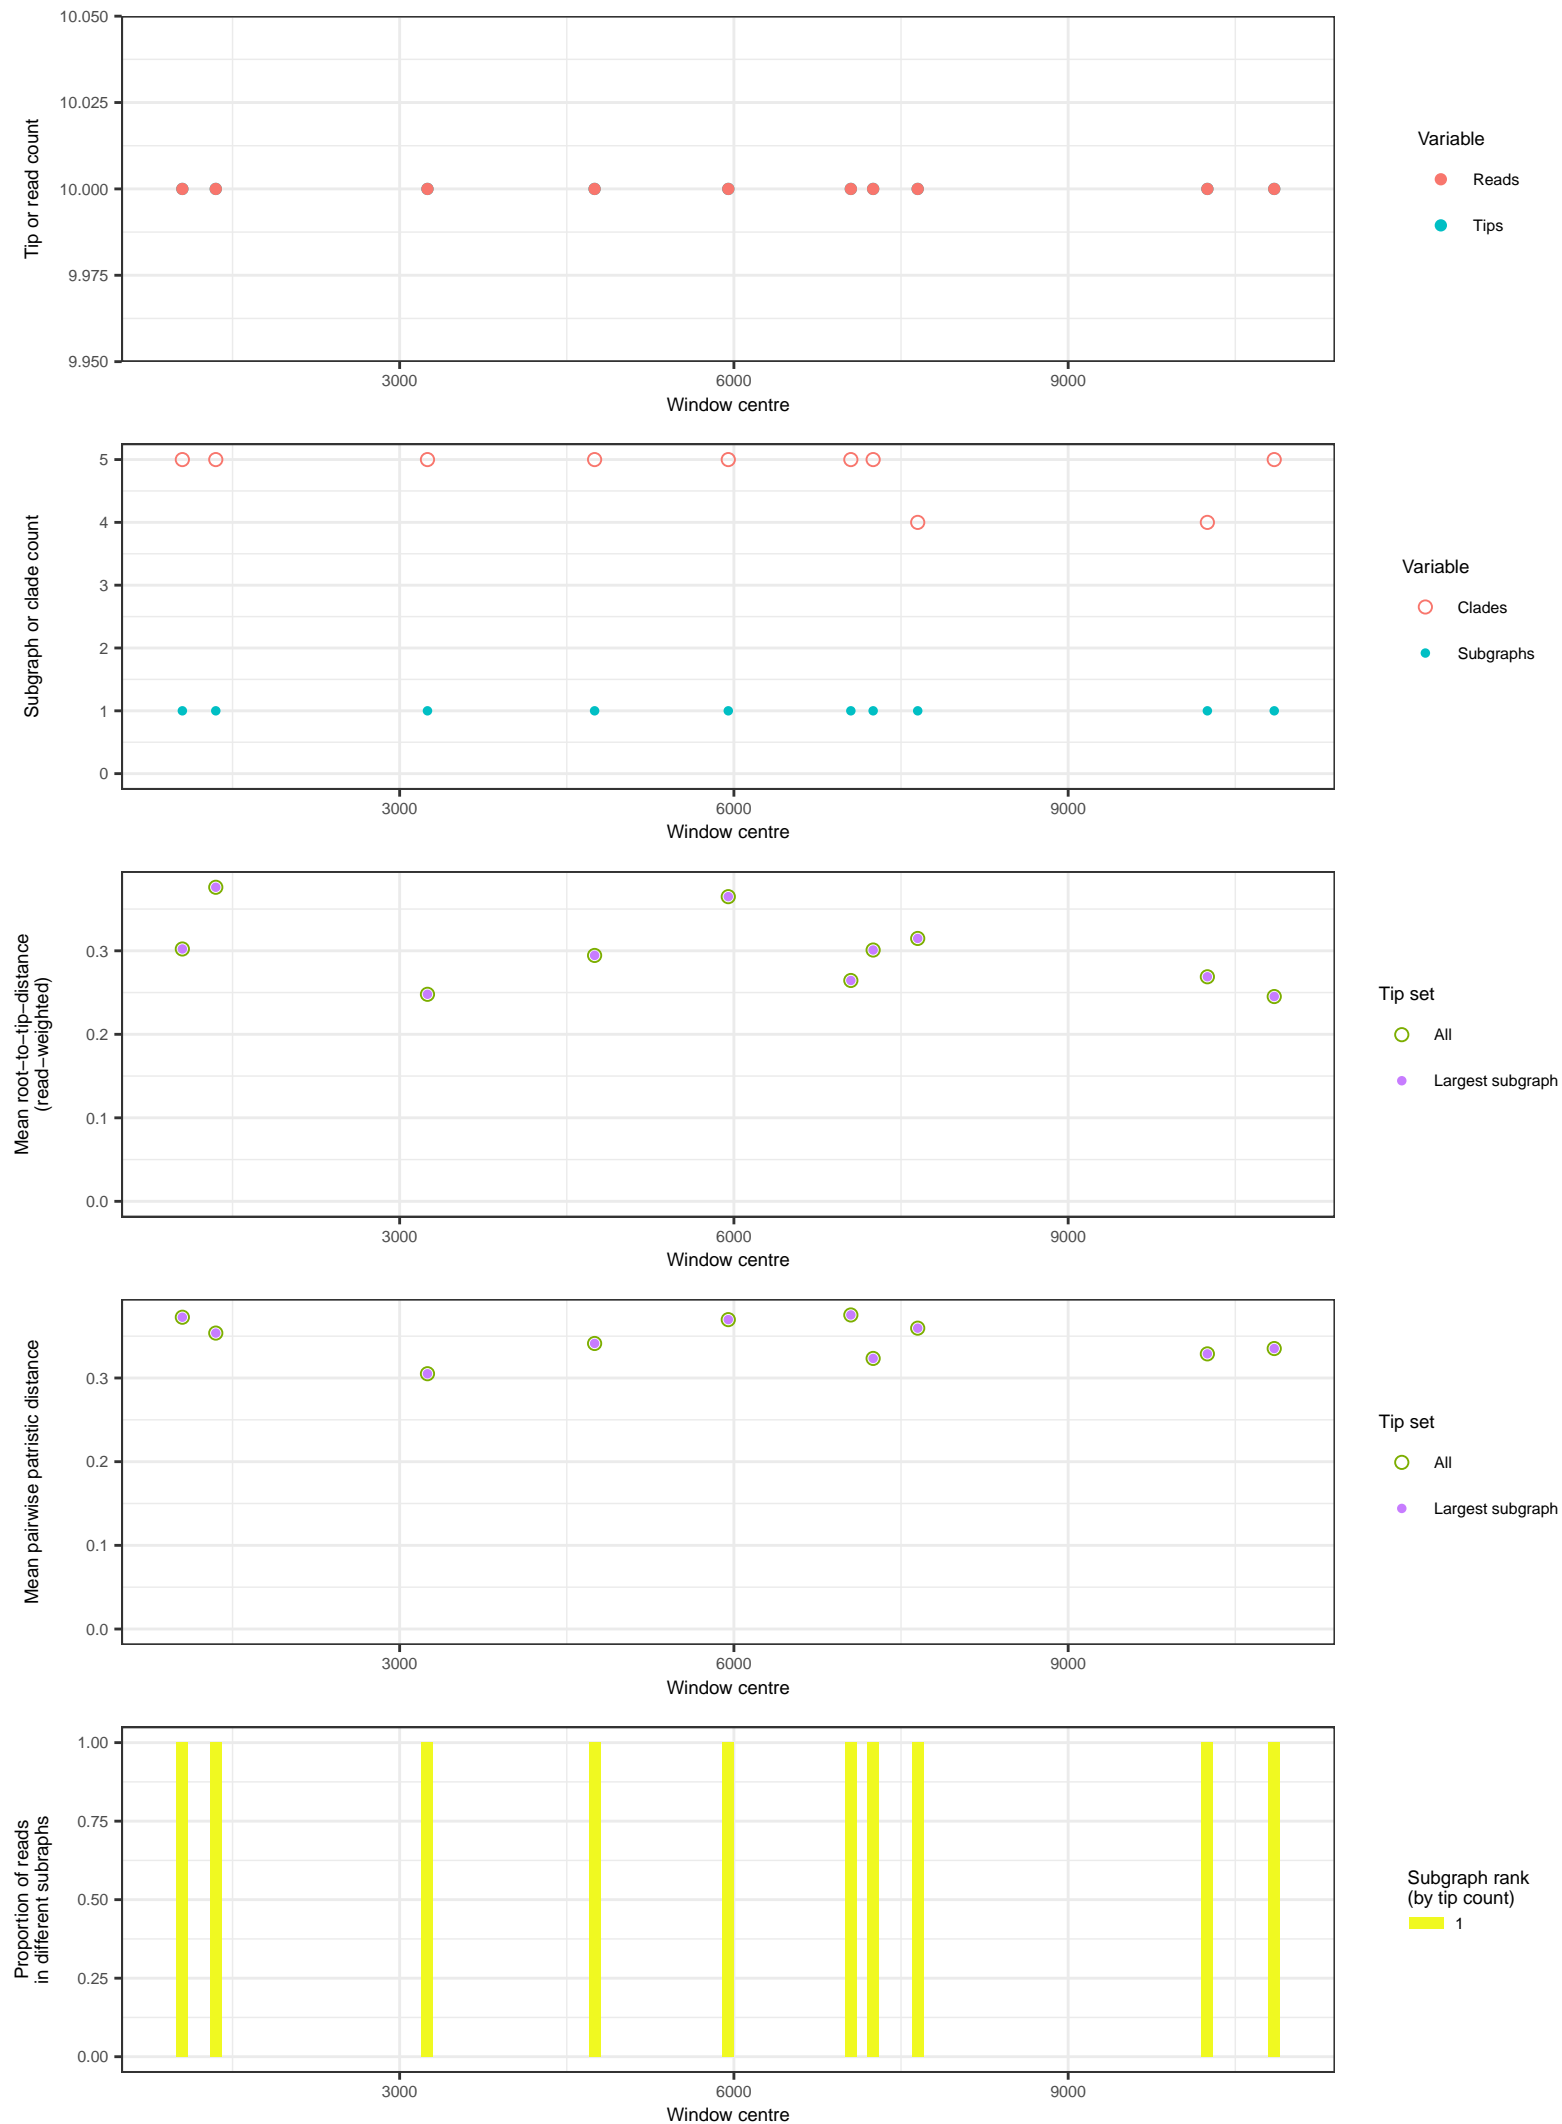 10.050
10.025
10.000
9.975
9.950
Tip or read count
3000 6000 9000
Window centre
Variable
Reads
Tips
5
4
3
2
1
0
Subgraph or clade count
3000 6000 9000
Window centre
Variable
Clades
Subgraphs
0.3
0.2
0.1
0.0
Mean root−to−tip−distance
(read−weighted)
3000 6000 9000
Window centre
Tip set
All
Largest subgraph
0.3
0.2
0.1
0.0
Mean pairwise patristic distance
3000 6000 9000
Window centre
Tip set
All
Largest subgraph
1.00
0.75
0.50
0.25
0.00
Proportion of reads
in different subraphs
3000 6000 9000
Window centre
Subgraph rank
(by tip count)
1